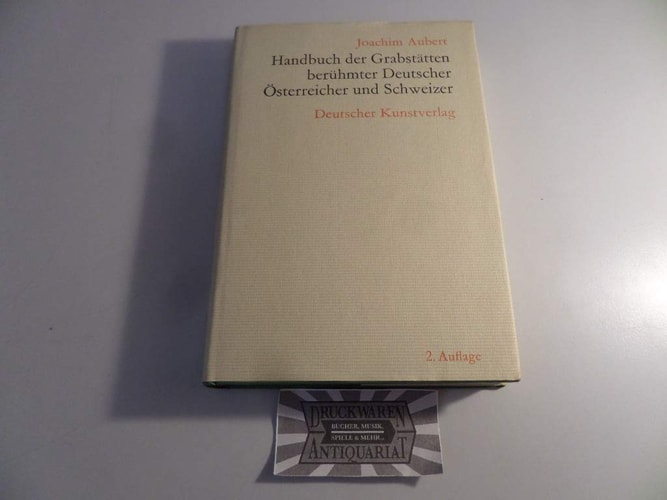 Joachim Aubert
Handbuch der Grabstätten
berühmter Deutscher
Österreicher und Schweizer
Deutscher Kunstverlag
2. Auflage
DRUCKWAREN
BÜCHER, MUSIK,
SPIELE & MEHR...
ANTIQUARIAT